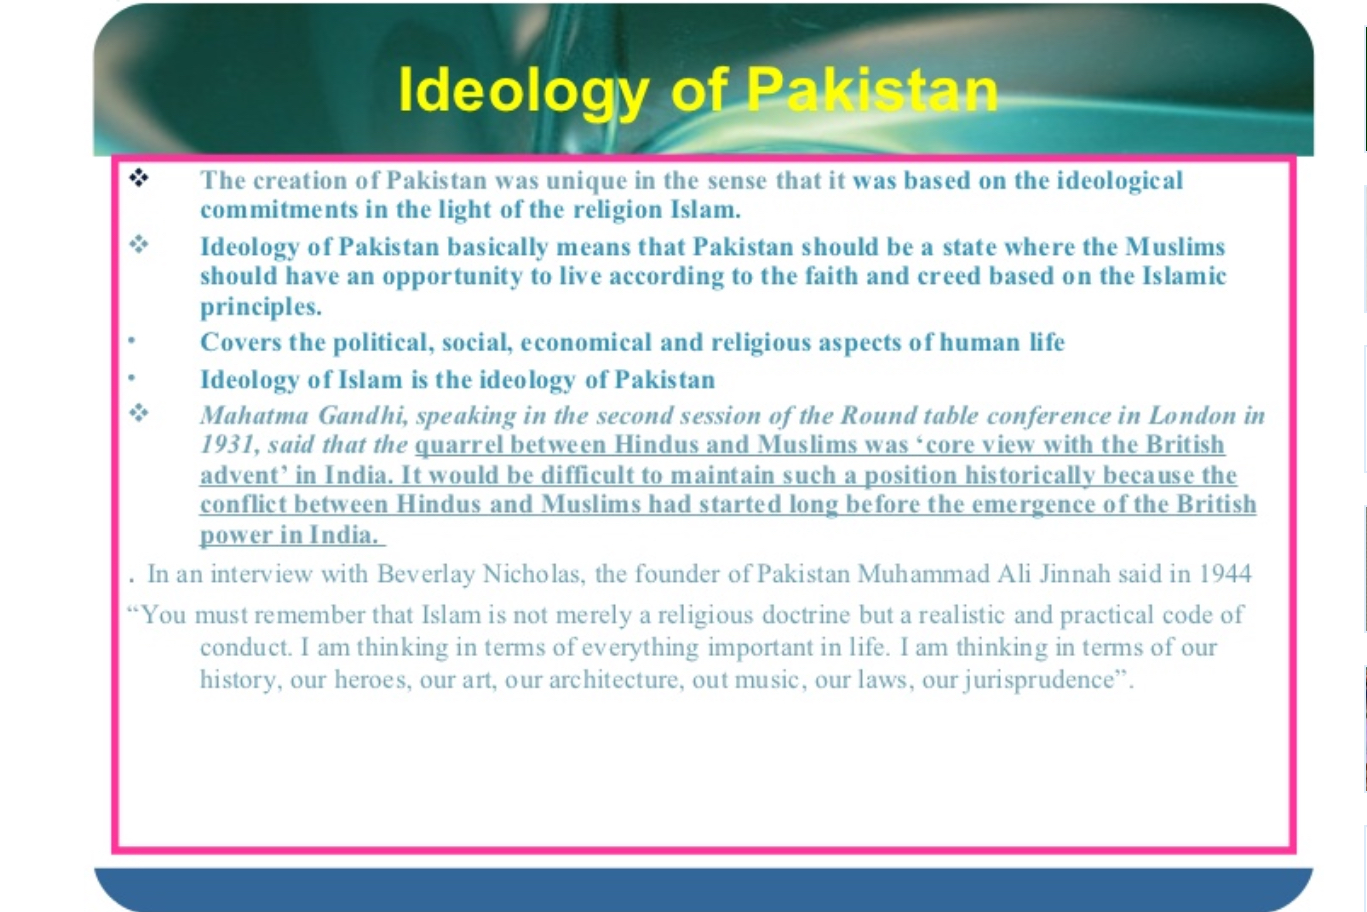 Ideology of Pakistan
❖ The creation of Pakistan was unique in the sense that it was based on the ideological
commitments in the light of the religion Islam.
❖ Ideology of Pakistan basically means that Pakistan should be a state where the Muslims
should have an opportunity to live according to the faith and creed based on the Islamic
principles.
• Covers the political, social, economical and religious aspects of human life
• Ideology of Islam is the ideology of Pakistan
❖ Mahatma Gandhi, speaking in the second session of the Round table conference in London in
1931, said that the quarrel between Hindus and Muslims was ‘core view with the British
advent’ in India. It would be difficult to maintain such a position historically because the
conflict between Hindus and Muslims had started long before the emergence of the British
power in India.
. In an interview with Beverlay Nicholas, the founder of Pakistan Muhammad Ali Jinnah said in 1944
“You must remember that Islam is not merely a religious doctrine but a realistic and practical code of
conduct. I am thinking in terms of everything important in life. I am thinking in terms of our
history, our heroes, our art, our architecture, out music, our laws, our jurisprudence”.